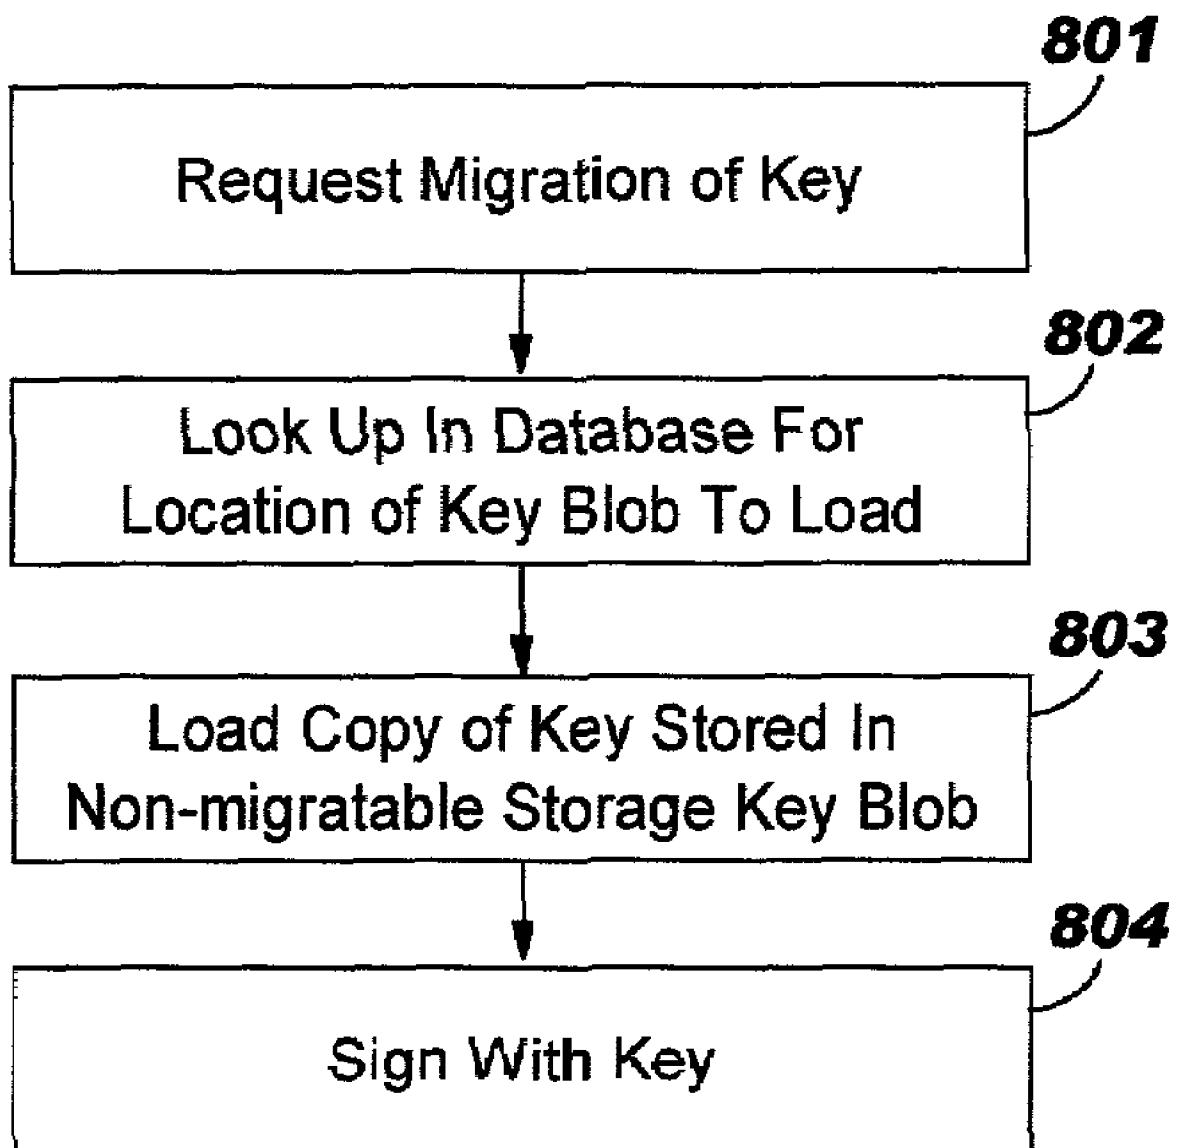 801
Request Migration of Key
802
Look Up In Database For
Location of Key Blob To Load
803
Load Copy of Key Stored In
Non-migratable Storage Key Blob
804
Sign With Key